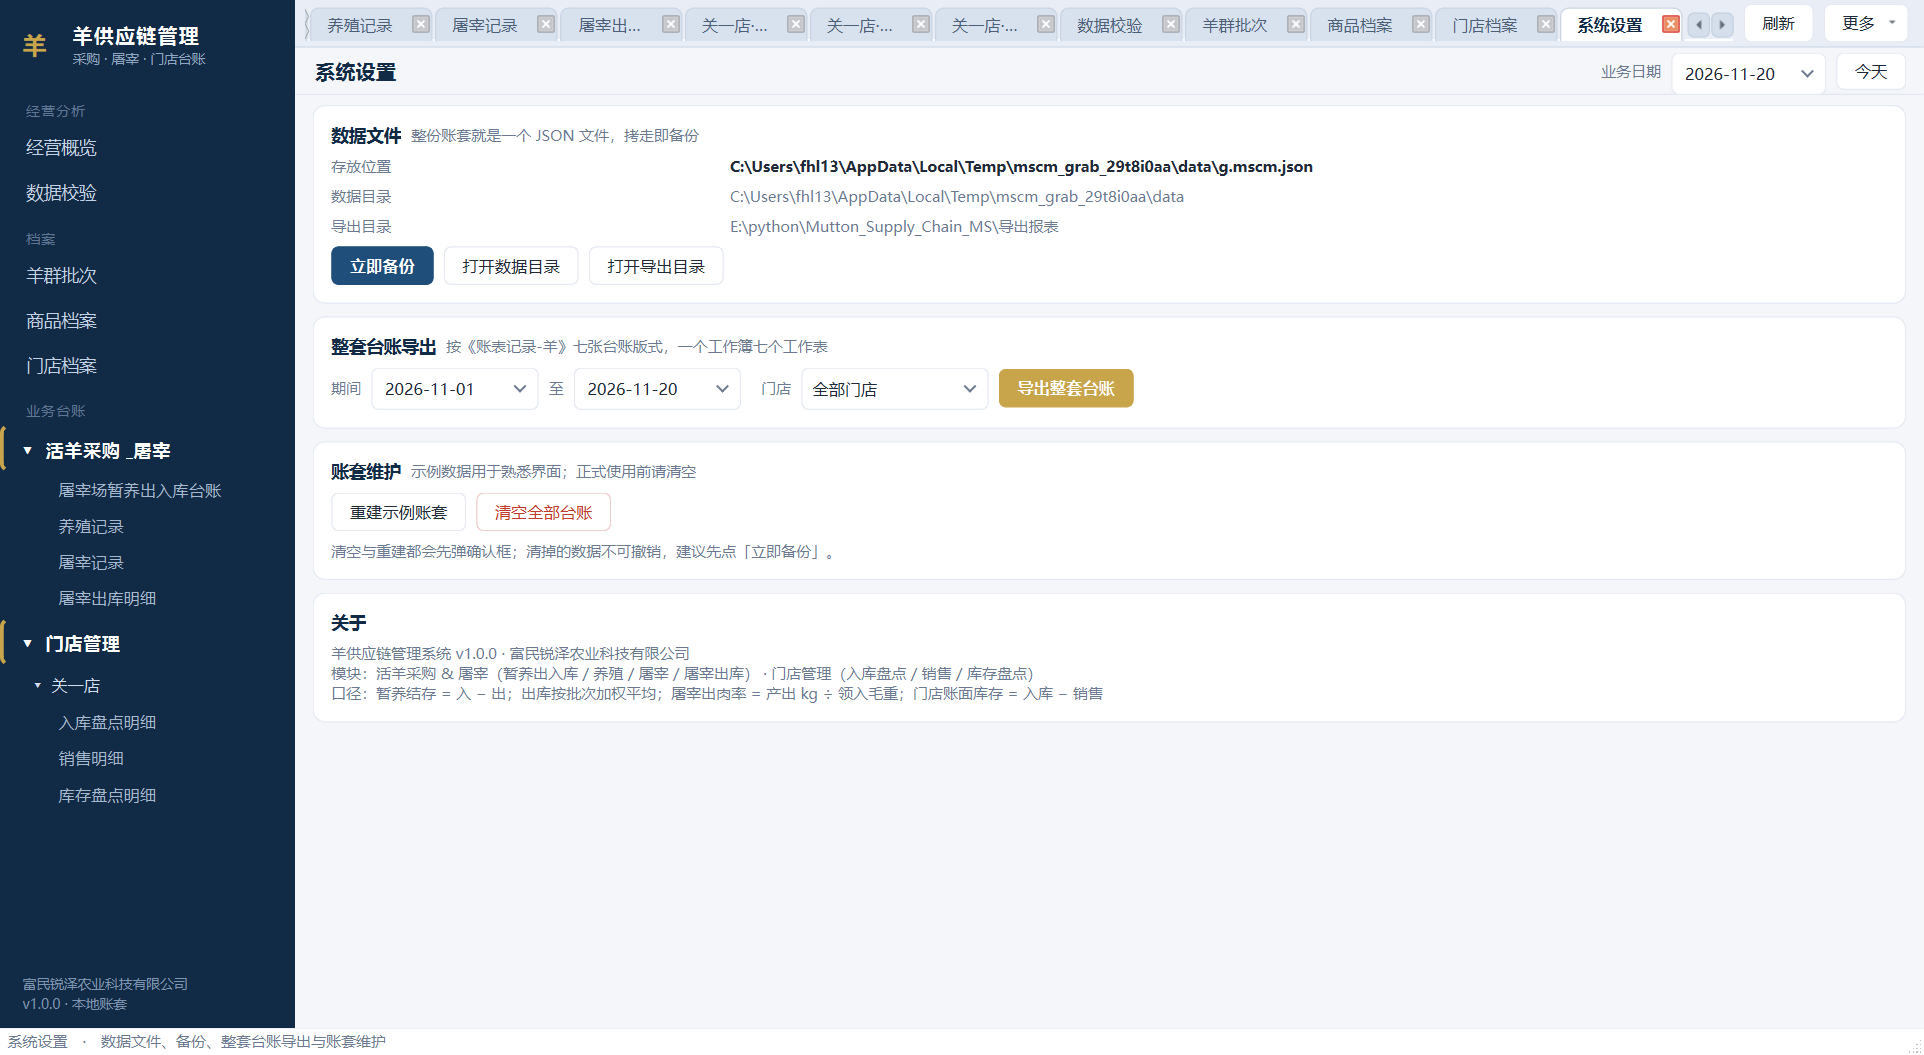 羊
羊供应链管理
采购 · 屠宰 · 门店台账
经营分析
经营概览
数据校验
档案
羊群批次
商品档案
门店档案
业务台账
活羊采购 _屠宰
屠宰场暂养出入库台账
养殖记录
屠宰记录
屠宰出库明细
门店管理
关一店
入库盘点明细
销售明细
库存盘点明细
富民锐泽农业科技有限公司
v1.0.0 · 本地账套
养殖记录 屠宰记录 屠宰出... 关一店·... 关一店·... 关一店·... 数据校验 羊群批次 商品档案 门店档案 系统设置 刷新 更多
系统设置 业务日期 2026-11-20 今天
数据文件 整份账套就是一个 JSON 文件，拷走即备份
存放位置 C:\Users\fhl13\AppData\Local\Temp\mscm_grab_29t8i0aa\data\g.mscm.json
数据目录 C:\Users\fhl13\AppData\Local\Temp\mscm_grab_29t8i0aa\data
导出目录 E:\python\Mutton_Supply_Chain_MS\导出报表
立即备份 打开数据目录 打开导出目录
整套台账导出 按《账表记录-羊》七张台账版式，一个工作簿七个工作表
期间 2026-11-01 至 2026-11-20 门店 全部门店 导出整套台账
账套维护 示例数据用于熟悉界面；正式使用前请清空
重建示例账套 清空全部台账
清空与重建都会先弹确认框；清掉的数据不可撤销，建议先点「立即备份」。
关于
羊供应链管理系统 v1.0.0 · 富民锐泽农业科技有限公司
模块：活羊采购 & 屠宰（暂养出入库 / 养殖 / 屠宰 / 屠宰出库） · 门店管理（入库盘点 / 销售 / 库存盘点）
口径：暂养结存 = 入 − 出；出库按批次加权平均；屠宰出肉率 = 产出 kg ÷ 领入毛重；门店账面库存 = 入库 − 销售
系统设置 · 数据文件、备份、整套台账导出与账套维护